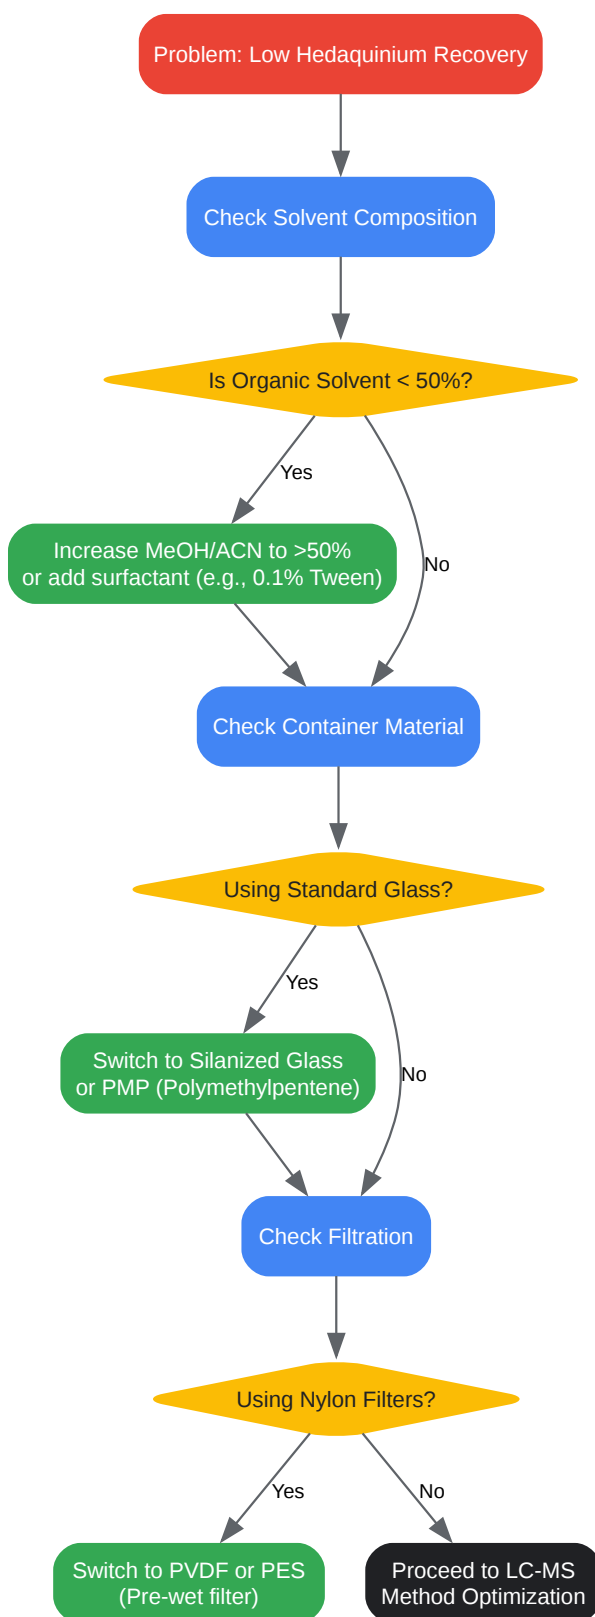 Problem: Low Hedaquinium Recovery
Check Solvent Composition
Is Organic Solvent < 50%?
Yes
Increase MeOH/ACN to >50%
or add surfactant (e.g., 0.1% Tween)
No
Check Container Material
Using Standard Glass?
Yes
Switch to Silanized Glass
or PMP (Polymethylpentene)
No
Check Filtration
Using Nylon Filters?
Yes
No
Switch to PVDF or PES
(Pre-wet filter)
Proceed to LC-MS
Method Optimization